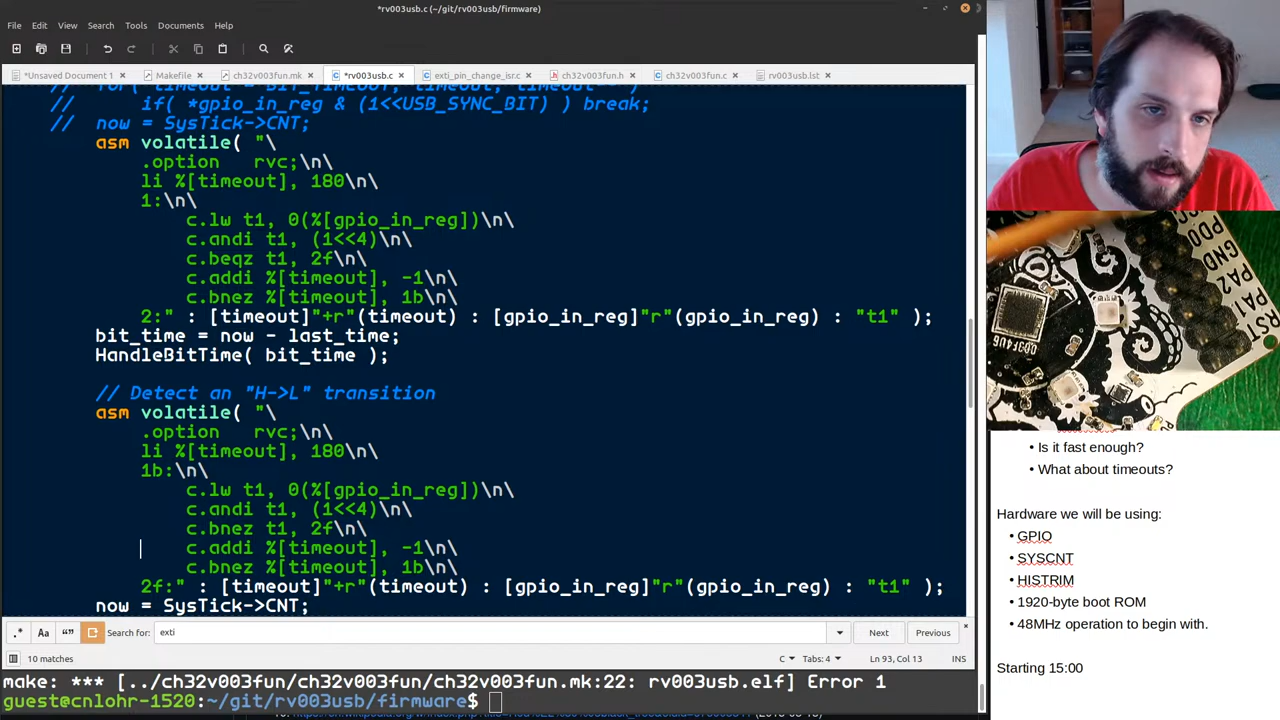 *rv003usb.c (~/git/rv003usb/firmware)
File Edit View Search Tools Documents Help
*Unsaved Document 1 Makefile ch32v003fun.mk *rv003usb.c exti_pin_change_isr.c ch32v003fun.h ch32v003fun.c rv003usb.lst
// if( *gpio_in_reg & (1<<USB_SYNC_BIT) ) break;
// now = SysTick->CNT;
asm volatile( "\
.option rvc;\n\
li %[timeout], 180\n\
1:\n\
c.lw t1, 0(%[gpio_in_reg])\n\
c.andi t1, (1<<4)\n\
c.beqz t1, 2f\n\
c.addi %[timeout], -1\n\
c.bnez %[timeout], 1b\n\
2:" : [timeout]"+r"(timeout) : [gpio_in_reg]"r"(gpio_in_reg) : "t1" );
bit_time = now - last_time;
HandleBitTime( bit_time );
// Detect an "H->L" transition
asm volatile( "\
.option rvc;\n\
li %[timeout], 180\n\
1b:\n\
c.lw t1, 0(%[gpio_in_reg])\n\
c.andi t1, (1<<4)\n\
c.bnez t1, 2f\n\
c.addi %[timeout], -1\n\
c.bnez %[timeout], 1b\n\
2f:" : [timeout]"+r"(timeout) : [gpio_in_reg]"r"(gpio_in_reg) : "t1" );
now = SysTick->CNT;
.* Aa “” Search for: exti Next Previous
10 matches C Tabs: 4 Ln 93, Col 13 INS
make: *** [../ch32v003fun/ch32v003fun/ch32v003fun.mk:22: rv003usb.elf] Error 1
guest@cnlohr-1520:~/git/rv003usb/firmware$
PD0
GND
PA2
PA1
RST
• Is it fast enough?
• What about timeouts?
Hardware we will be using:
• GPIO
• SYSCNT
• HISTRIM
• 1920-byte boot ROM
• 48MHz operation to begin with.
Starting 15:00